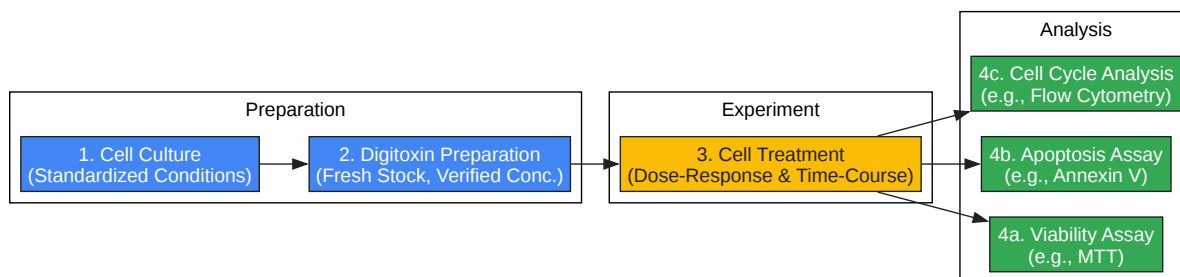 Preparation
1. Cell Culture
(Standardized Conditions)
2. Digitoxin Preparation
(Fresh Stock, Verified Conc.)
Experiment
3. Cell Treatment
(Dose-Response & Time-Course)
Analysis
4c. Cell Cycle Analysis
(e.g., Flow Cytometry)
4b. Apoptosis Assay
(e.g., Annexin V)
4a. Viability Assay
(e.g., MTT)